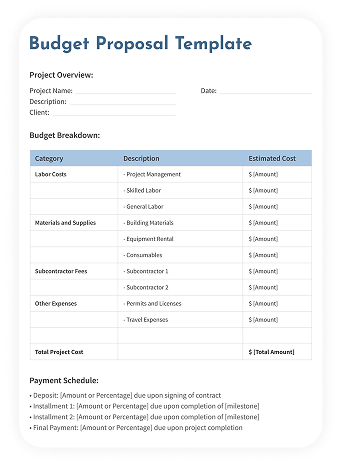 Budget Proposal Template
Project Overview:
Project Name: Date:
Description:
Client:
Budget Breakdown:
Category Description Estimated Cost
Labor Costs - Project Management $ [Amount]
- Skilled Labor $ [Amount]
- General Labor $ [Amount]
Materials and Supplies - Building Materials $ [Amount]
- Equipment Rental $ [Amount]
- Consumables $ [Amount]
Subcontractor Fees - Subcontractor 1 $ [Amount]
- Subcontractor 2 $ [Amount]
Other Expenses - Permits and Licenses $ [Amount]
- Travel Expenses $ [Amount]
Total Project Cost $ [Total Amount]
Payment Schedule:
• Deposit: [Amount or Percentage] due upon signing of contract
• Installment 1: [Amount or Percentage] due upon completion of [milestone]
• Installment 2: [Amount or Percentage] due upon completion of [milestone]
• Final Payment: [Amount or Percentage] due upon project completion